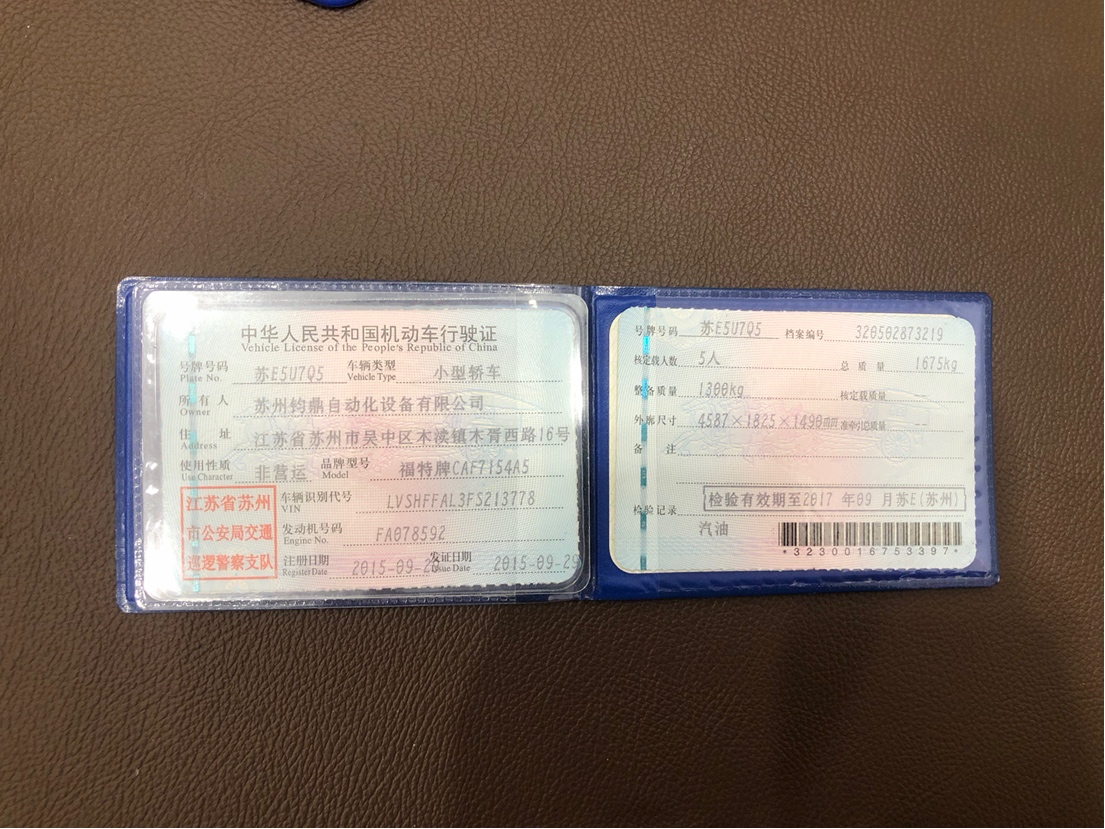 中华人民共和国机动车行驶证
Vehicle License of the People's Republic of China
号牌号码 苏E5U7Q5 车辆类型 小型轿车
Plate No. Vehicle Type
所有人 苏州钧鼎自动化设备有限公司
Owner
住址 江苏省苏州市吴中区木渎镇木胥西路16号
Address
使用性质 非营运 品牌型号 福特牌CAF7154A5
Use Character Model
江苏省苏州
市公安局交通
巡逻警察支队
车辆识别代号 LVSHFFAL3FS213778
VIN
发动机号码 FA078592
Engine No.
注册日期 2015-09-2 发证日期 2015-09-29
Register Date Issue Date
号牌号码 苏E5U7Q5 档案编号 320502873219
核定载人数 5人 总质量 1675kg
整备质量 1300kg 核定载质量 --
外廓尺寸 4587×1825×1490mm 准牵引总质量 --
备注
检验记录 检验有效期至2017年09月苏E(苏州)
汽油
*3230016753397*